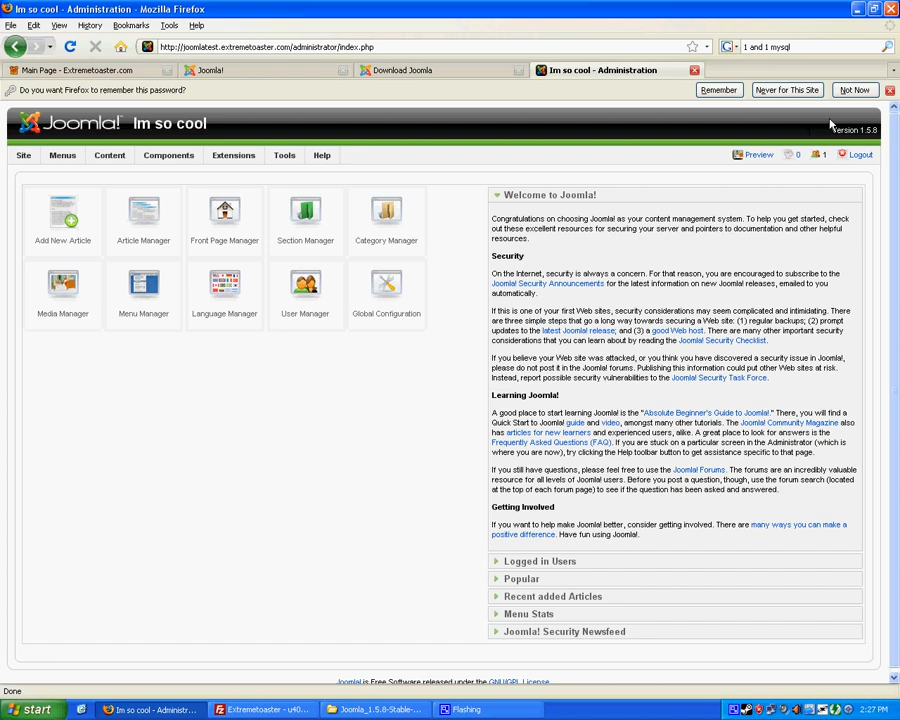 Im so cool - Administration - Mozilla Firefox
File Edit View History Bookmarks Tools Help
http://joomlatest.extremetoaster.com/administrator/index.php
1 and 1 mysql
Main Page - Extremetoaster.com
Joomla!
Download Joomla
Im so cool - Administration
Do you want Firefox to remember this password?
Remember
Never for This Site
Not Now
Joomla! Im so cool
Version 1.5.8
Site Menus Content Components Extensions Tools Help
Preview 0 1 Logout
Add New Article
Article Manager
Front Page Manager
Section Manager
Category Manager
Media Manager
Menu Manager
Language Manager
User Manager
Global Configuration
Welcome to Joomla!
Congratulations on choosing Joomla! as your content management system. To help you get started, check
out these excellent resources for securing your server and pointers to documentation and other helpful
resources.
Security
On the Internet, security is always a concern. For that reason, you are encouraged to subscribe to the
Joomla! Security Announcements for the latest information on new Joomla! releases, emailed to you
automatically.
If this is one of your first Web sites, security considerations may seem complicated and intimidating. There
are three simple steps that go a long way towards securing a Web site: (1) regular backups; (2) prompt
updates to the latest Joomla! release; and (3) a good Web host. There are many other important security
considerations that you can learn about by reading the Joomla! Security Checklist.
If you believe your Web site was attacked, or you think you have discovered a security issue in Joomla!,
please do not post it in the Joomla! forums. Publishing this information could put other Web sites at risk.
Instead, report possible security vulnerabilities to the Joomla! Security Task Force.
Learning Joomla!
A good place to start learning Joomla! is the "Absolute Beginner's Guide to Joomla!." There, you will find a
Quick Start to Joomla! guide and video, amongst many other tutorials. The Joomla! Community Magazine also
has articles for new learners and experienced users, alike. A great place to look for answers is the
Frequently Asked Questions (FAQ). If you are stuck on a particular screen in the Administrator (which is
where you are now), try clicking the Help toolbar button to get assistance specific to that page.
If you still have questions, please feel free to use the Joomla! Forums. The forums are an incredibly valuable
resource for all levels of Joomla! users. Before you post a question, though, use the forum search (located
at the top of each forum page) to see if the question has been asked and answered.
Getting Involved
If you want to help make Joomla! better, consider getting involved. There are many ways you can make a
positive difference. Have fun using Joomla!.
Logged in Users
Popular
Recent added Articles
Menu Stats
Joomla! Security Newsfeed
Joomla! is Free Software released under the GNU/GPL License.
Done
start
Im so cool - Administr...
Extremetoaster - u40...
Joomla_1.5.8-Stable-...
Flashing
2:27 PM